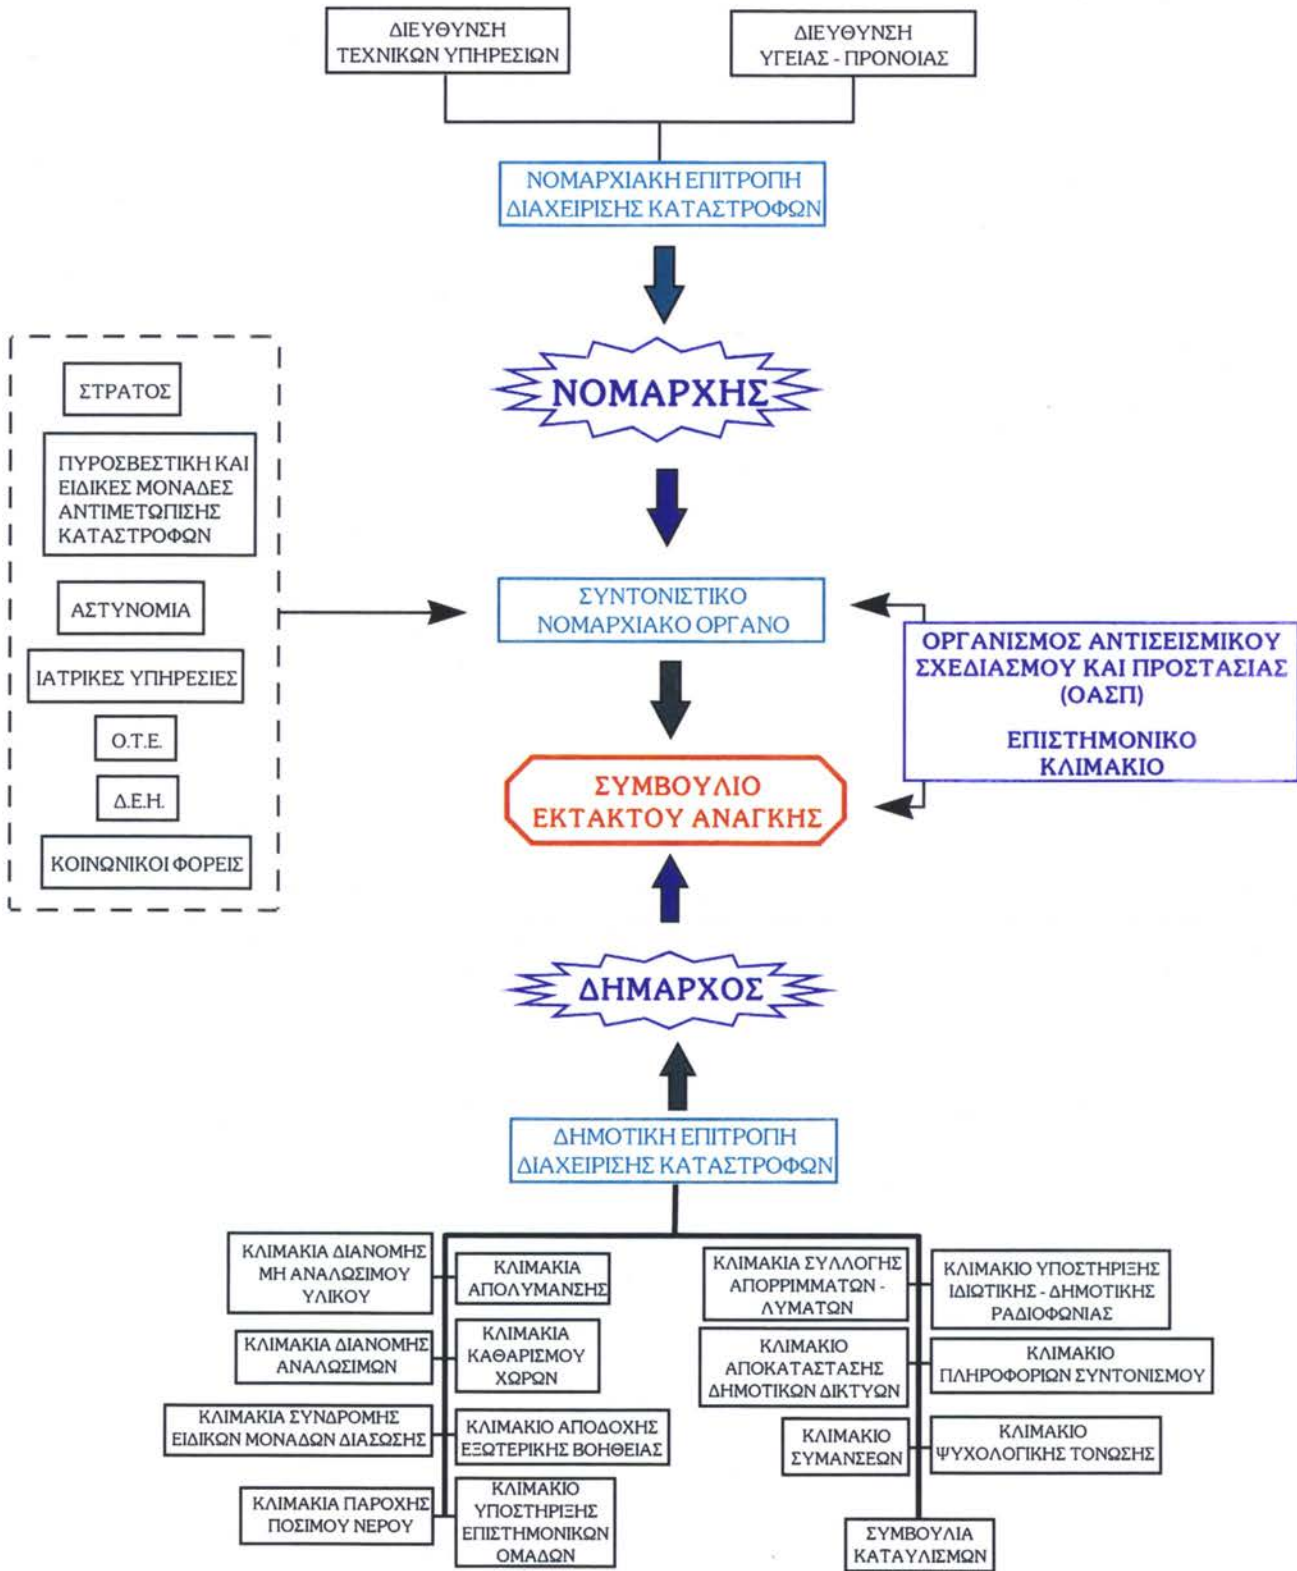 ΔΙΕΥΘΥΝΣΗ
ΤΕΧΝΙΚΩΝ ΥΠΗΡΕΣΙΩΝ
ΔΙΕΥΘΥΝΣΗ
ΥΓΕΙΑΣ - ΠΡΟΝΟΙΑΣ
ΝΟΜΑΡΧΙΑΚΗ ΕΠΙΤΡΟΠΗ
ΔΙΑΧΕΙΡΙΣΗΣ ΚΑΤΑΣΤΡΟΦΩΝ
ΝΟΜΑΡΧΗΣ
ΣΤΡΑΤΟΣ
ΠΥΡΟΣΒΕΣΤΙΚΗ ΚΑΙ
ΕΙΔΙΚΕΣ ΜΟΝΑΔΕΣ
ΑΝΤΙΜΕΤΩΠΙΣΗΣ
ΚΑΤΑΣΤΡΟΦΩΝ
ΑΣΤΥΝΟΜΙΑ
ΙΑΤΡΙΚΕΣ ΥΠΗΡΕΣΙΕΣ
Ο.Τ.Ε.
Δ.Ε.Η.
ΚΟΙΝΩΝΙΚΟΙ ΦΟΡΕΙΣ
ΣΥΝΤΟΝΙΣΤΙΚΟ
ΝΟΜΑΡΧΙΑΚΟ ΟΡΓΑΝΟ
ΟΡΓΑΝΙΣΜΟΣ ΑΝΤΙΣΕΙΣΜΙΚΟΥ
ΣΧΕΔΙΑΣΜΟΥ ΚΑΙ ΠΡΟΣΤΑΣΙΑΣ
(ΟΑΣΠ)
ΕΠΙΣΤΗΜΟΝΙΚΟ
ΚΛΙΜΑΚΙΟ
ΣΥΜΒΟΥΛΙΟ
ΕΚΤΑΚΤΟΥ ΑΝΑΓΚΗΣ
ΔΗΜΑΡΧΟΣ
ΔΗΜΟΤΙΚΗ ΕΠΙΤΡΟΠΗ
ΔΙΑΧΕΙΡΙΣΗΣ ΚΑΤΑΣΤΡΟΦΩΝ
ΚΛΙΜΑΚΙΑ ΔΙΑΝΟΜΗΣ
ΜΗ ΑΝΑΛΩΣΙΜΟΥ
ΥΛΙΚΟΥ
ΚΛΙΜΑΚΙΑ
ΑΠΟΛΥΜΑΝΣΗΣ
ΚΛΙΜΑΚΙΑ ΣΥΛΛΟΓΗΣ
ΑΠΟΡΡΙΜΜΑΤΩΝ -
ΛΥΜΑΤΩΝ
ΚΛΙΜΑΚΙΟ ΥΠΟΣΤΗΡΙΞΗΣ
ΙΔΙΩΤΙΚΗΣ - ΔΗΜΟΤΙΚΗΣ
ΡΑΔΙΟΦΩΝΙΑΣ
ΚΛΙΜΑΚΙΑ ΔΙΑΝΟΜΗΣ
ΑΝΑΛΩΣΙΜΩΝ
ΚΛΙΜΑΚΙΑ
ΚΑΘΑΡΙΣΜΟΥ
ΧΩΡΩΝ
ΚΛΙΜΑΚΙΟ
ΑΠΟΚΑΤΑΣΤΑΣΗΣ
ΔΗΜΟΤΙΚΩΝ ΔΙΚΤΥΩΝ
ΚΛΙΜΑΚΙΟ
ΠΛΗΡΟΦΟΡΙΩΝ ΣΥΝΤΟΝΙΣΜΟΥ
ΚΛΙΜΑΚΙΑ ΣΥΝΔΡΟΜΗΣ
ΕΙΔΙΚΩΝ ΜΟΝΑΔΩΝ ΔΙΑΣΩΣΗΣ
ΚΛΙΜΑΚΙΟ ΑΠΟΔΟΧΗΣ
ΕΞΩΤΕΡΙΚΗΣ ΒΟΗΘΕΙΑΣ
ΚΛΙΜΑΚΙΟ
ΣΥΜΑΝΣΕΩΝ
ΚΛΙΜΑΚΙΟ
ΨΥΧΟΛΟΓΙΚΗΣ ΤΟΝΩΣΗΣ
ΚΛΙΜΑΚΙΑ ΠΑΡΟΧΗΣ
ΠΟΣΙΜΟΥ ΝΕΡΟΥ
ΚΛΙΜΑΚΙΟ
ΥΠΟΣΤΗΡΙΞΗΣ
ΕΠΙΣΤΗΜΟΝΙΚΩΝ
ΟΜΑΔΩΝ
ΣΥΜΒΟΥΛΙΑ
ΚΑΤΑΥΛΙΣΜΩΝ